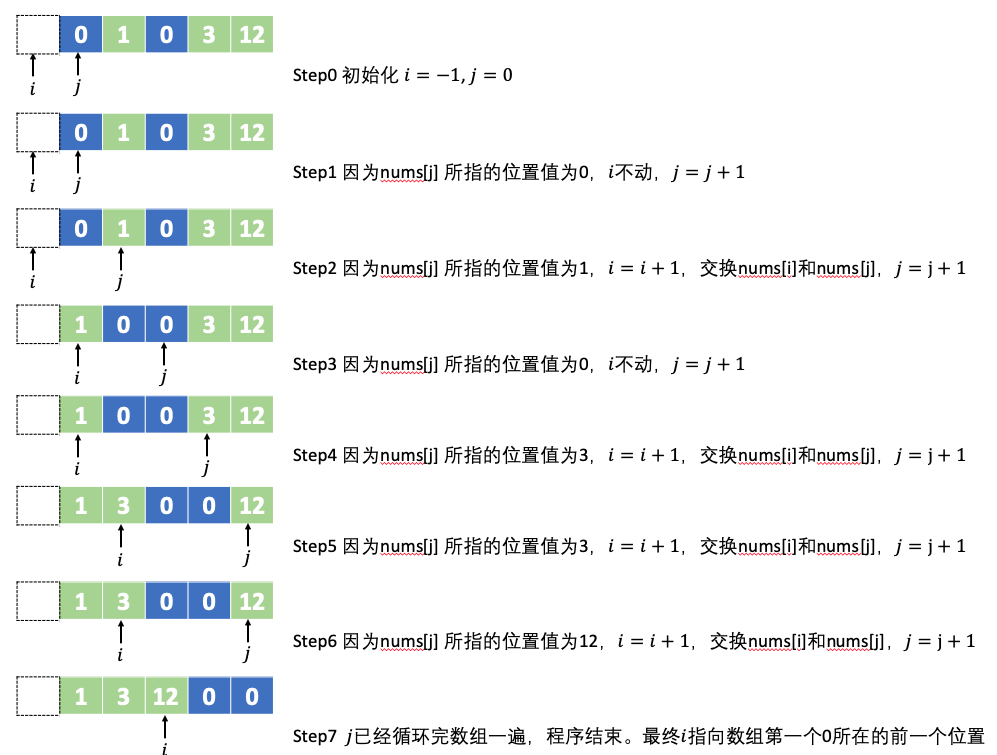 0 1 0 3 12
i j
Step0 初始化 i = −1, j = 0
0 1 0 3 12
i j
Step1 因为nums[j] 所指的位置值为0，i不动，j = j + 1
0 1 0 3 12
i j
Step2 因为nums[j] 所指的位置值为1，i = i + 1，交换nums[i]和nums[j]，j = j + 1
1 0 0 3 12
i j
Step3 因为nums[j] 所指的位置值为0，i不动，j = j + 1
1 0 0 3 12
i j
Step4 因为nums[j] 所指的位置值为3，i = i + 1，交换nums[i]和nums[j]，j = j + 1
1 3 0 0 12
i j
Step5 因为nums[j] 所指的位置值为3，i = i + 1，交换nums[i]和nums[j]，j = j + 1
1 3 0 0 12
i j
Step6 因为nums[j] 所指的位置值为12，i = i + 1，交换nums[i]和nums[j]，j = j + 1
1 3 12 0 0
i
Step7 j已经循环完数组一遍，程序结束。最终i指向数组第一个0所在的前一个位置